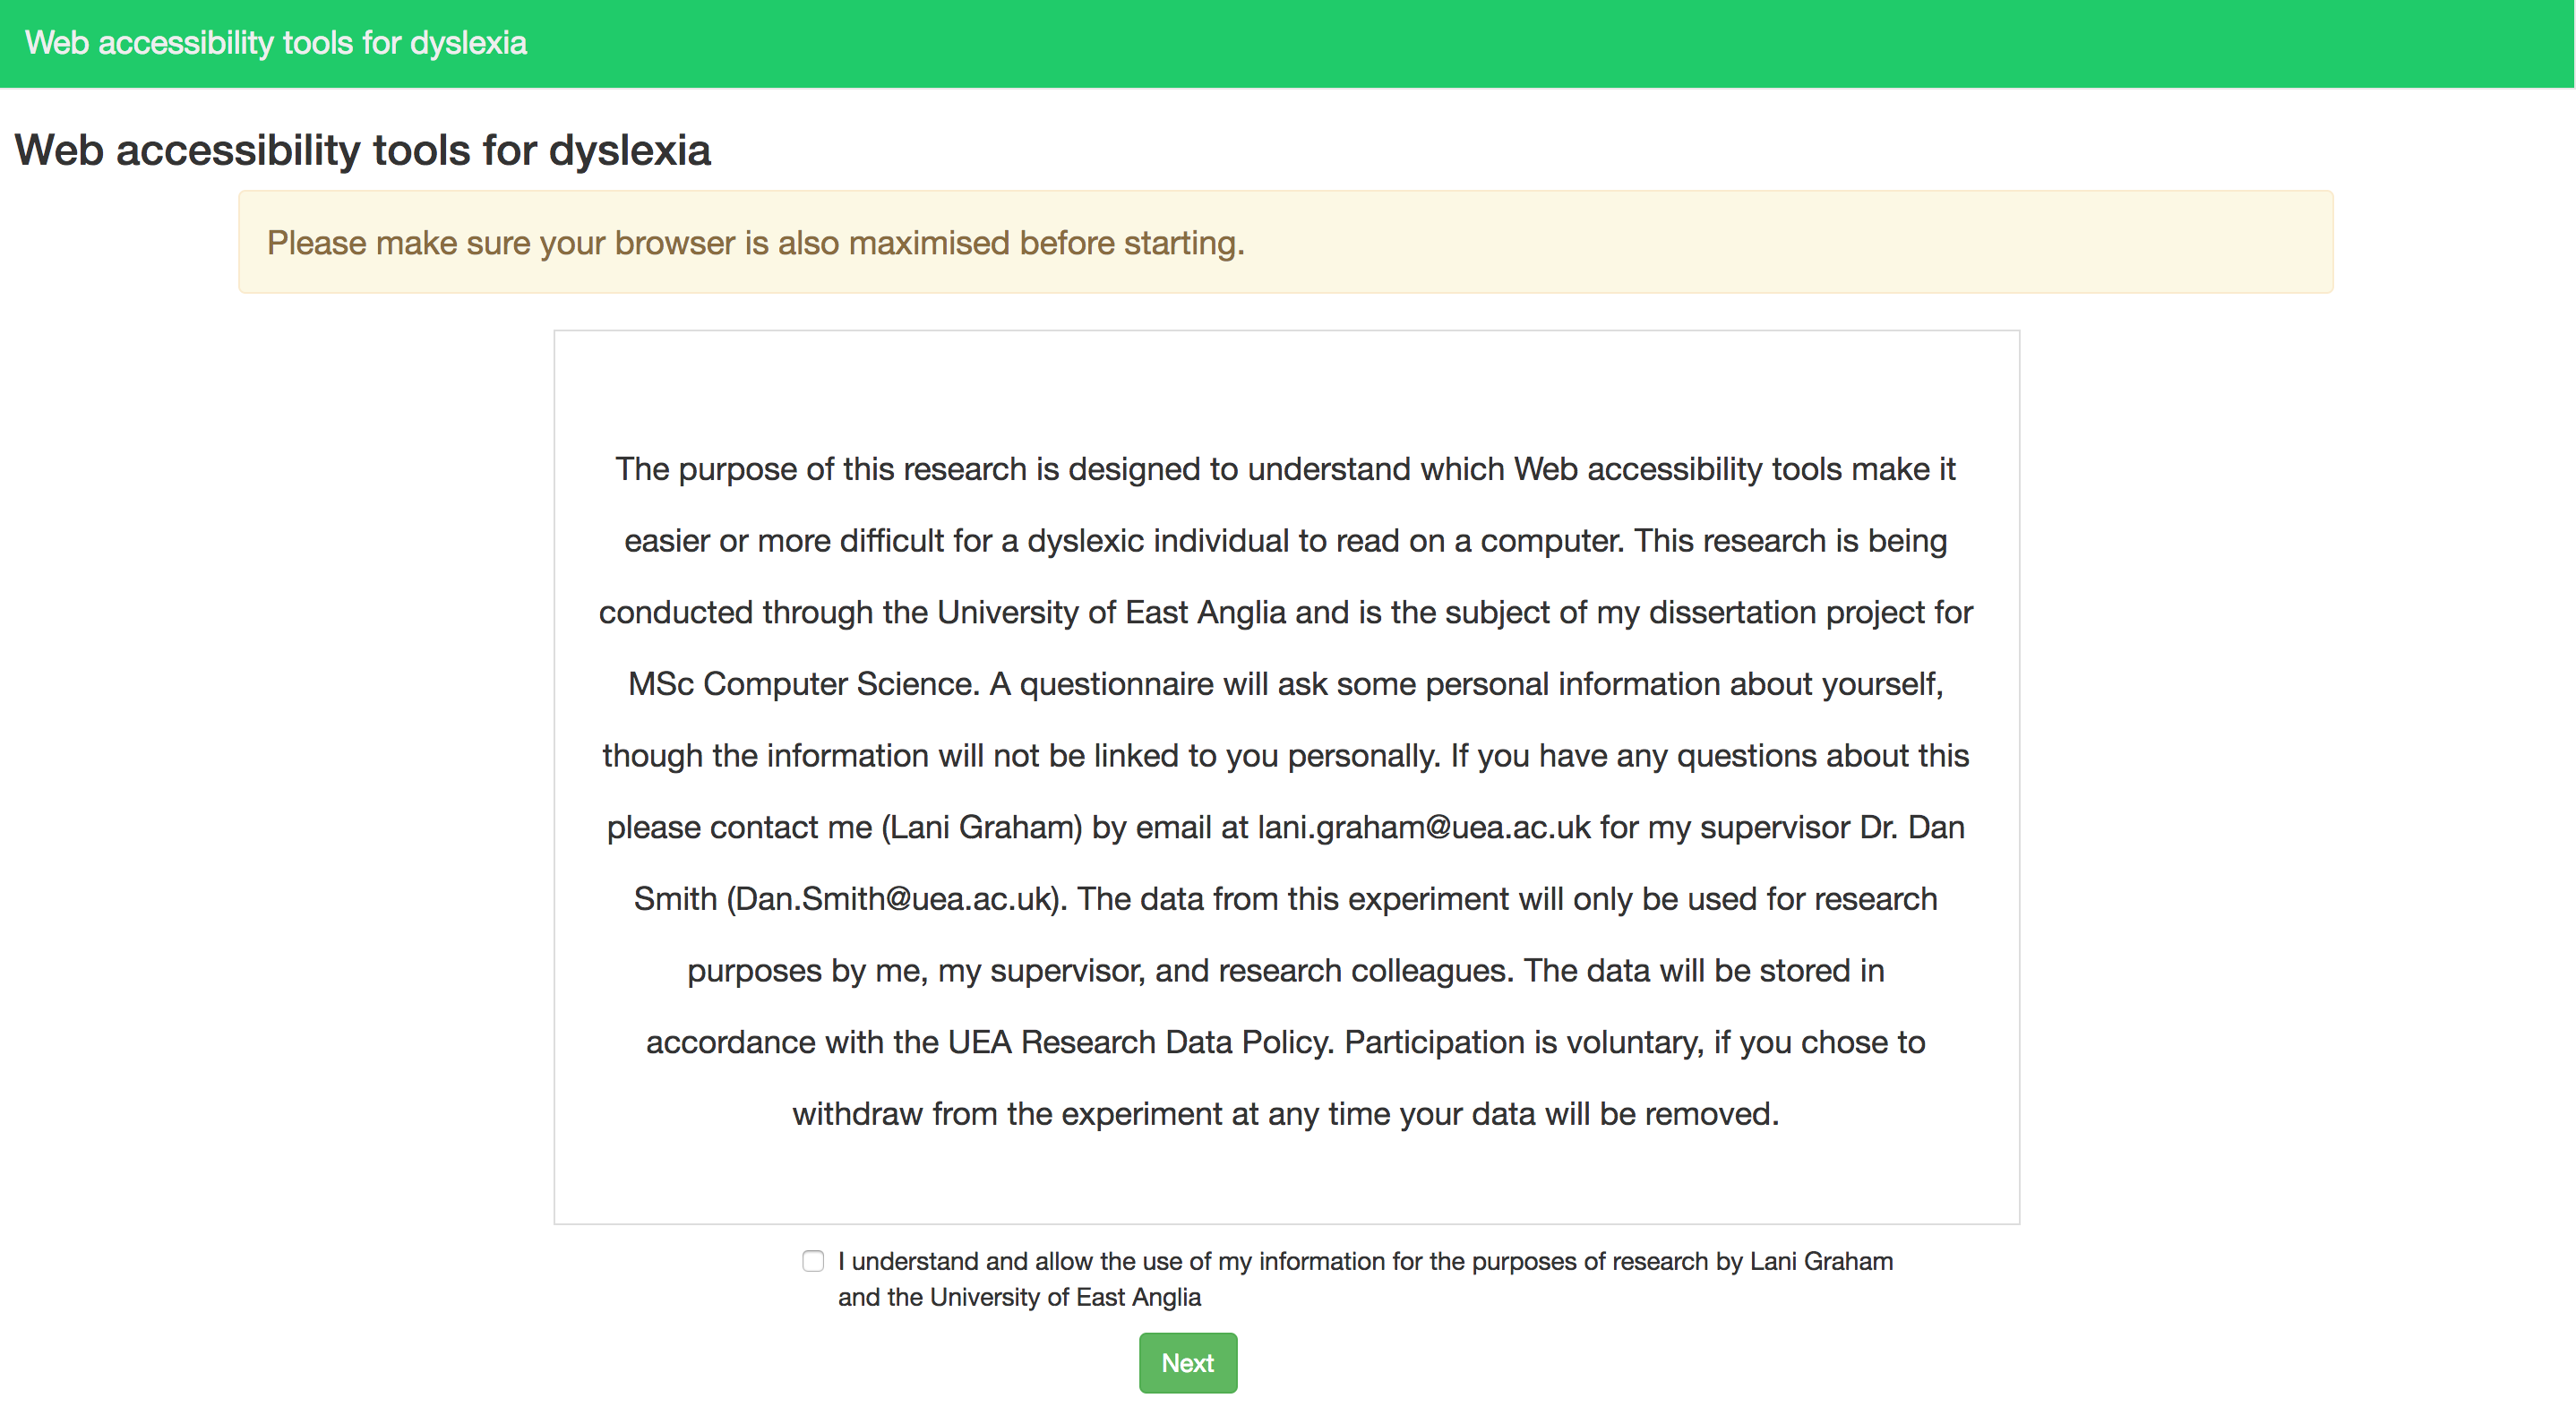 Web accessibility tools for dyslexia
Web accessibility tools for dyslexia
Please make sure your browser is also maximised before starting.
The purpose of this research is designed to understand which Web accessibility tools make it
easier or more difficult for a dyslexic individual to read on a computer. This research is being
conducted through the University of East Anglia and is the subject of my dissertation project for
MSc Computer Science. A questionnaire will ask some personal information about yourself,
though the information will not be linked to you personally. If you have any questions about this
please contact me (Lani Graham) by email at lani.graham@uea.ac.uk for my supervisor Dr. Dan
Smith (Dan.Smith@uea.ac.uk). The data from this experiment will only be used for research
purposes by me, my supervisor, and research colleagues. The data will be stored in
accordance with the UEA Research Data Policy. Participation is voluntary, if you chose to
withdraw from the experiment at any time your data will be removed.
I understand and allow the use of my information for the purposes of research by Lani Graham
and the University of East Anglia
Next